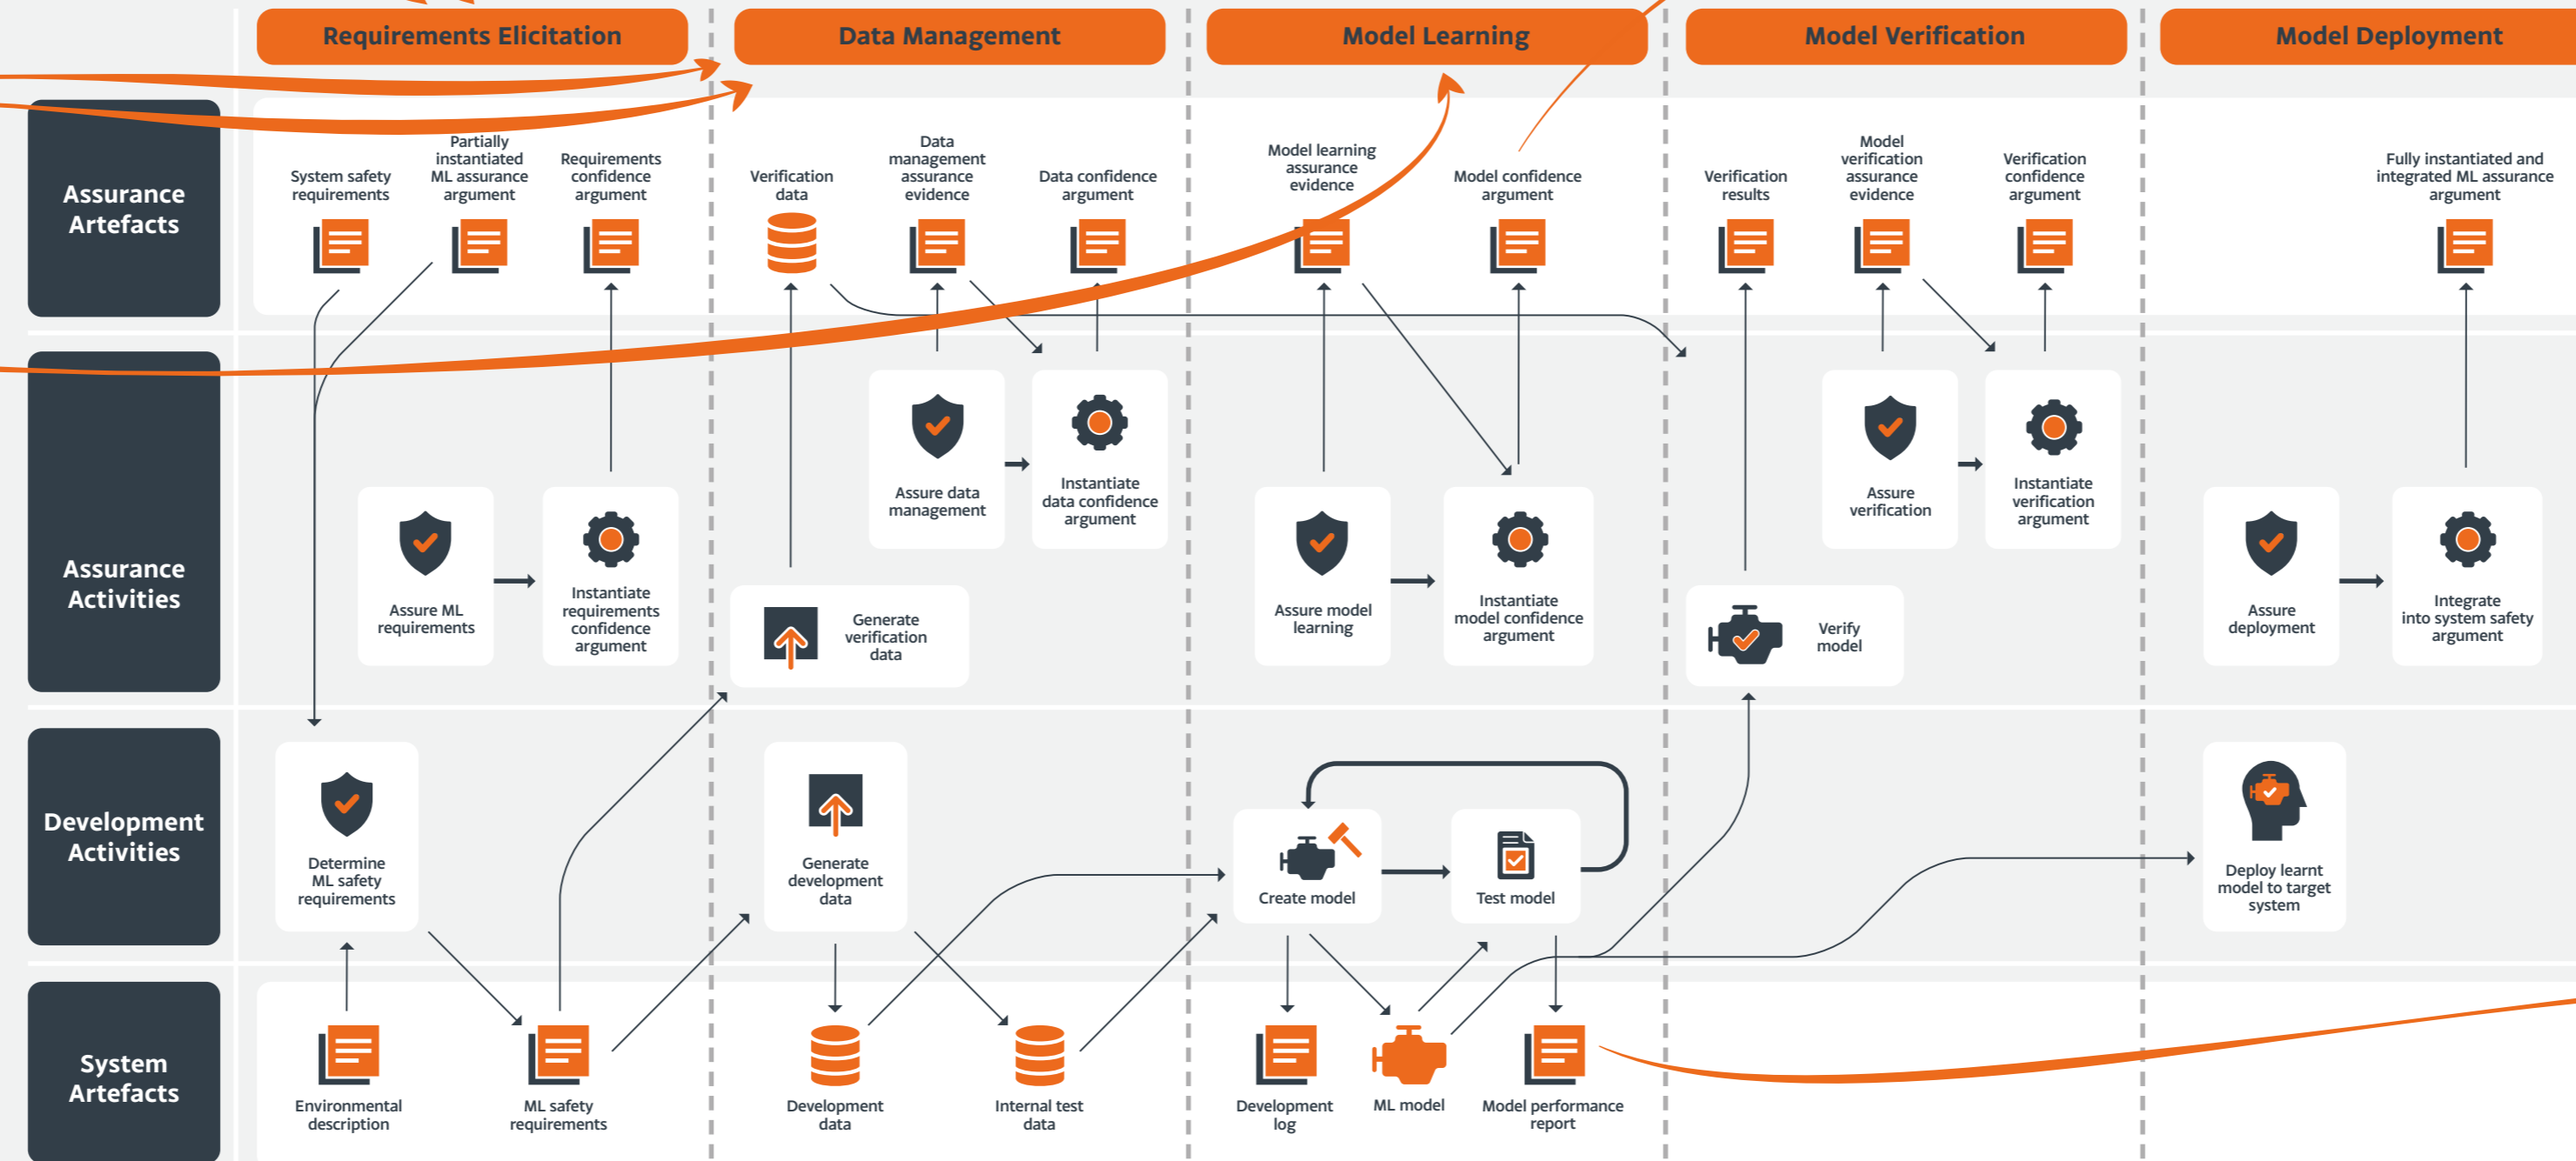 Requirements Elicitation
Data Management
Model Learning
Model Verification
Model Deployment
Assurance
Artefacts
System safety
requirements
Partially
instantiated
ML assurance
argument
Requirements
confidence
argument
Verification
data
Data
management
assurance
evidence
Data confidence
argument
Model learning
assurance
evidence
Model confidence
argument
Verification
results
Model
verification
assurance
evidence
Verification
confidence
argument
Fully instantiated and
integrated ML assurance
argument
Assurance
Activities
Assure ML
requirements
Instantiate
requirements
confidence
argument
Generate
verification
data
Assure data
management
Instantiate
data confidence
argument
Assure model
learning
Instantiate
model confidence
argument
Verify
model
Assure
verification
Instantiate
verification
argument
Assure
deployment
Integrate
into system safety
argument
Development
Activities
Determine
ML safety
requirements
Generate
development
data
Create model
Test model
Deploy learnt
model to target
system
System
Artefacts
Environmental
description
ML safety
requirements
Development
data
Internal test
data
Development
log
ML model
Model performance
report